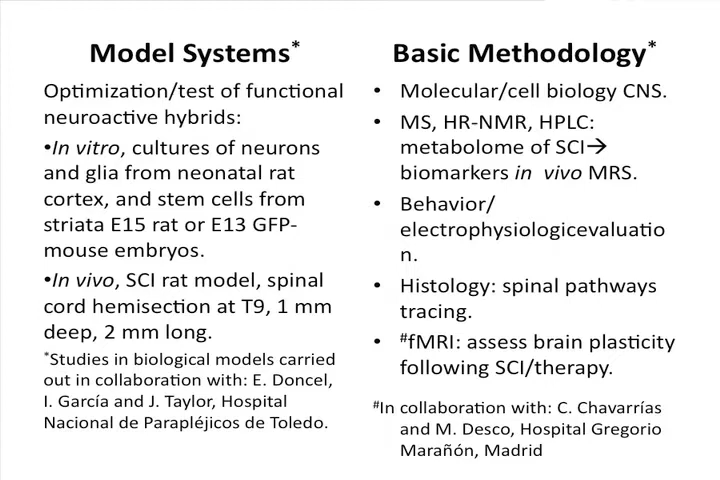 Model Systems*
Optimization/test of functional
neuroactive hybrids:
•In vitro, cultures of neurons
and glia from neonatal rat
cortex, and stem cells from
striata E15 rat or E13 GFP-
mouse embryos.
•In vivo, SCI rat model, spinal
cord hemisection at T9, 1 mm
deep, 2 mm long.
*Studies in biological models carried
out in collaboration with: E. Doncel,
I. García and J. Taylor, Hospital
Nacional de Parapléjicos de Toledo.
Basic Methodology*
• Molecular/cell biology CNS.
• MS, HR-NMR, HPLC:
metabolome of SCI→
biomarkers in vivo MRS.
• Behavior/
electrophysiologicevaluatio
n.
• Histology: spinal pathways
tracing.
• #fMRI: assess brain plasticity
following SCI/therapy.
#In collaboration with: C. Chavarrías
and M. Desco, Hospital Gregorio
Marañón, Madrid